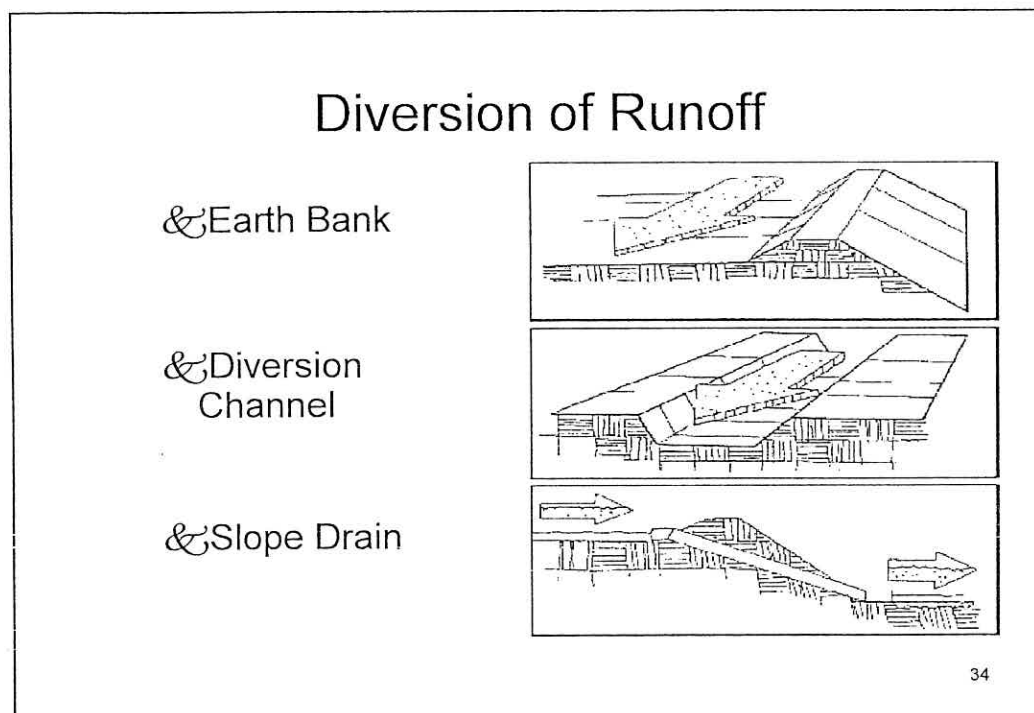 Diversion of Runoff
&Earth Bank
&Diversion
Channel
&Slope Drain
34